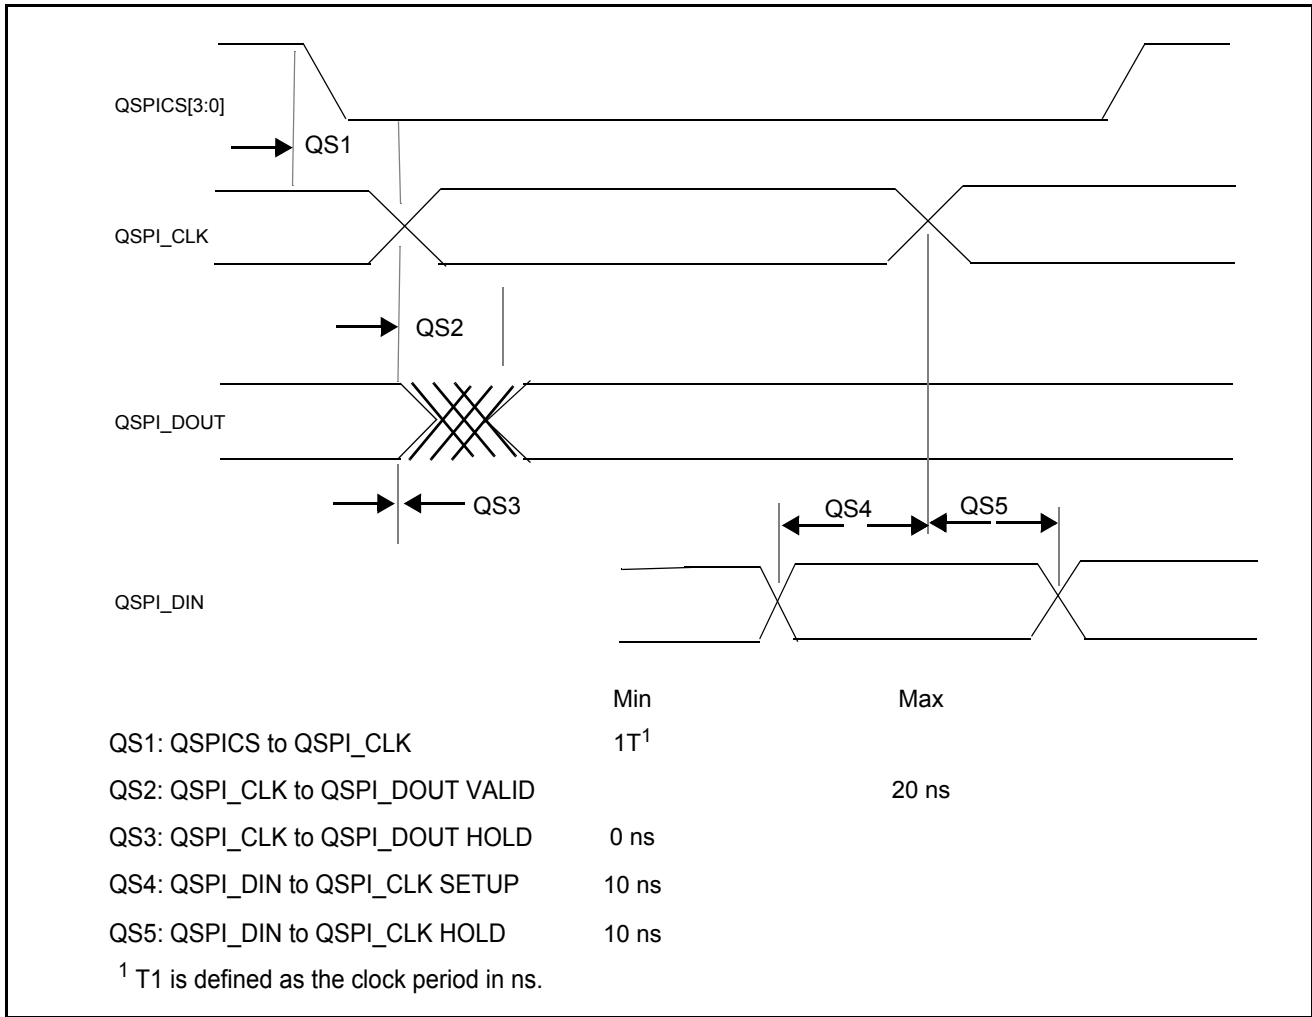 QSPICS[3:0]
QS1
QSPI_CLK
QS2
QSPI_DOUT
QS3
QS4
QS5
QSPI_DIN
Min Max
QS1: QSPICS to QSPI_CLK 1T¹
QS2: QSPI_CLK to QSPI_DOUT VALID 20 ns
QS3: QSPI_CLK to QSPI_DOUT HOLD 0 ns
QS4: QSPI_DIN to QSPI_CLK SETUP 10 ns
QS5: QSPI_DIN to QSPI_CLK HOLD 10 ns
¹ T1 is defined as the clock period in ns.